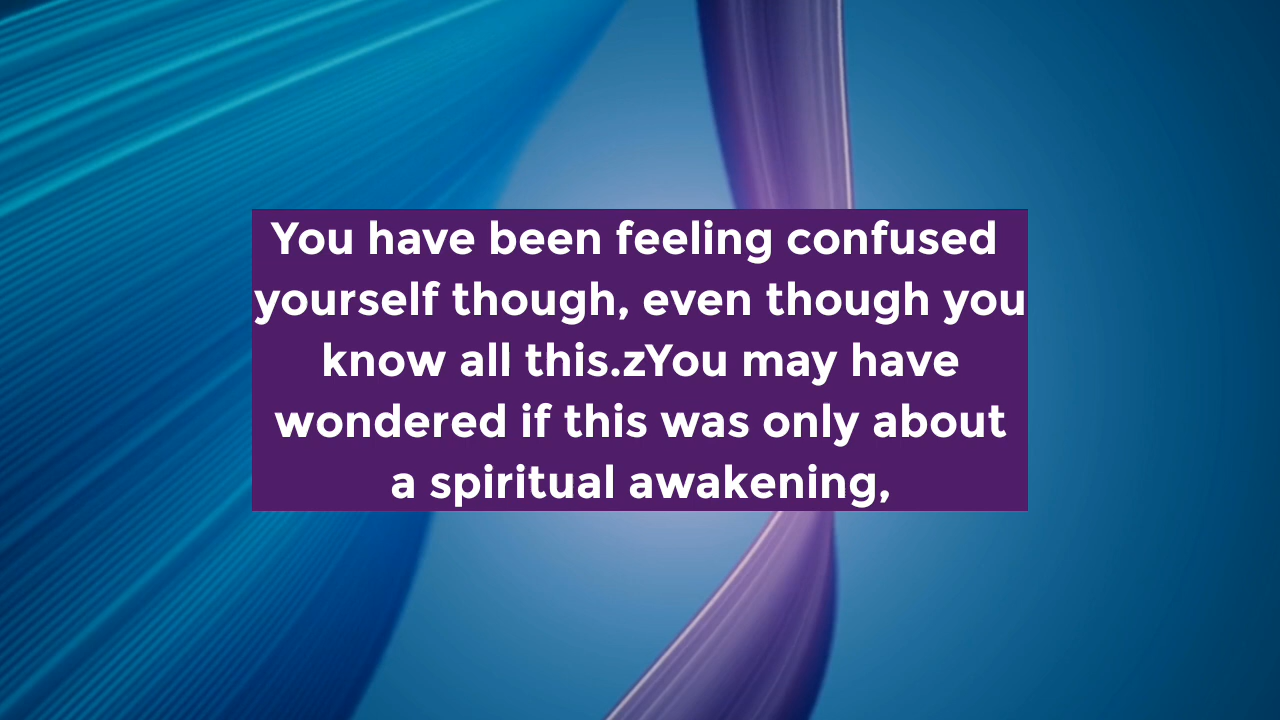 You have been feeling confused
yourself though, even though you
know all this.zYou may have
wondered if this was only about
a spiritual awakening,